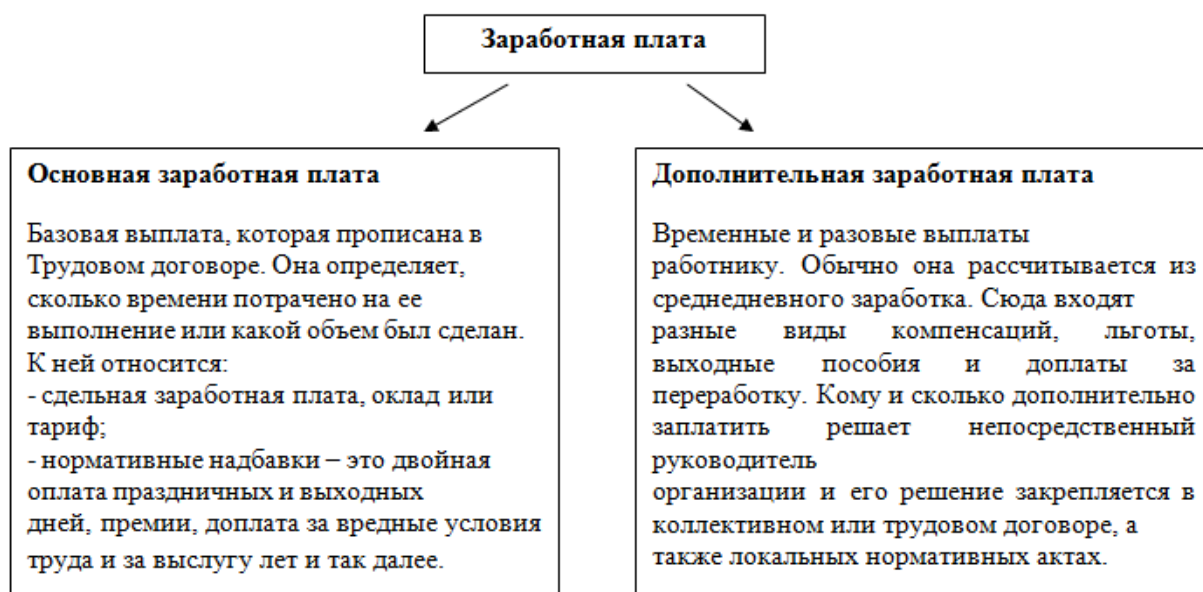 Заработная плата
Основная заработная плата
Базовая выплата, которая прописана в
Трудовом договоре. Она определяет,
сколько времени потрачено на ее
выполнение или какой объем был сделан.
К ней относится:
- сдельная заработная плата, оклад или
тариф;
- нормативные надбавки – это двойная
оплата праздничных и выходных
дней, премии, доплата за вредные условия
труда и за выслугу лет и так далее.
Дополнительная заработная плата
Временные и разовые выплаты
работнику. Обычно она рассчитывается из
среднедневного заработка. Сюда входят
разные виды компенсаций, льготы,
выходные пособия и доплаты за
переработку. Кому и сколько дополнительно
заплатить решает непосредственный
руководитель
организации и его решение закрепляется в
коллективном или трудовом договоре, а
также локальных нормативных актах.